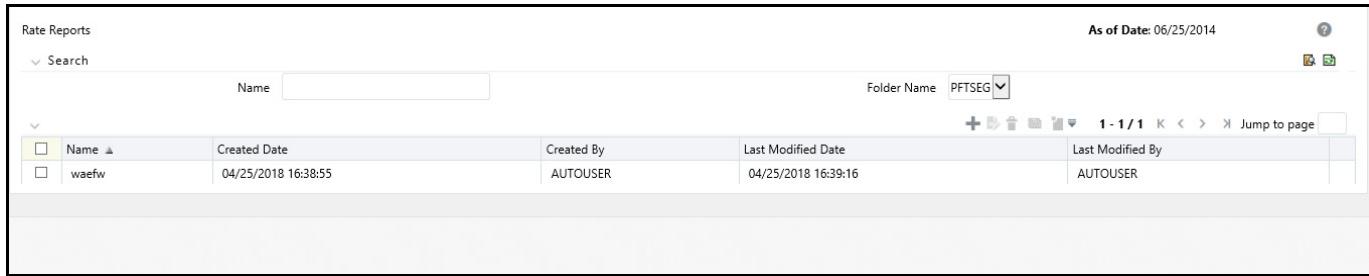 Rate Reports As of Date: 06/25/2014
Search
Name Folder Name PFTSEG
1 - 1 / 1 Jump to page
Name Created Date Created By Last Modified Date Last Modified By
waefw 04/25/2018 16:38:55 AUTOUSER 04/25/2018 16:39:16 AUTOUSER